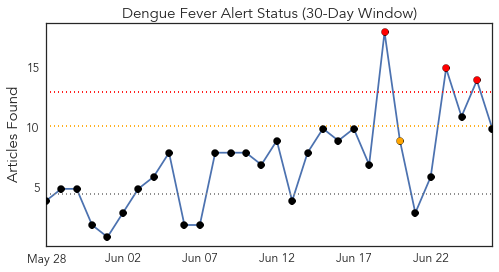 Dengue Fever Alert Status (30-Day Window)
Articles Found
15
10
5
May 28
Jun 02
Jun 07
Jun 12
Jun 17
Jun 22